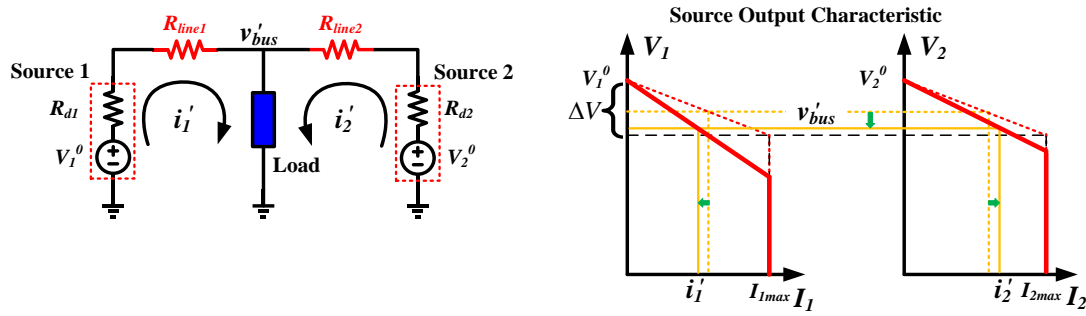 R_line1
v'_bus
R_line2
Source 1
Source 2
R_d1
i'_1
i'_2
R_d2
V_1^0
+
−
Load
V_2^0
+
−
Source Output Characteristic
V_1
V_2
V_1^0
V_2^0
ΔV
v'_bus
i'_1
I_1max
I_1
i'_2
I_2max
I_2